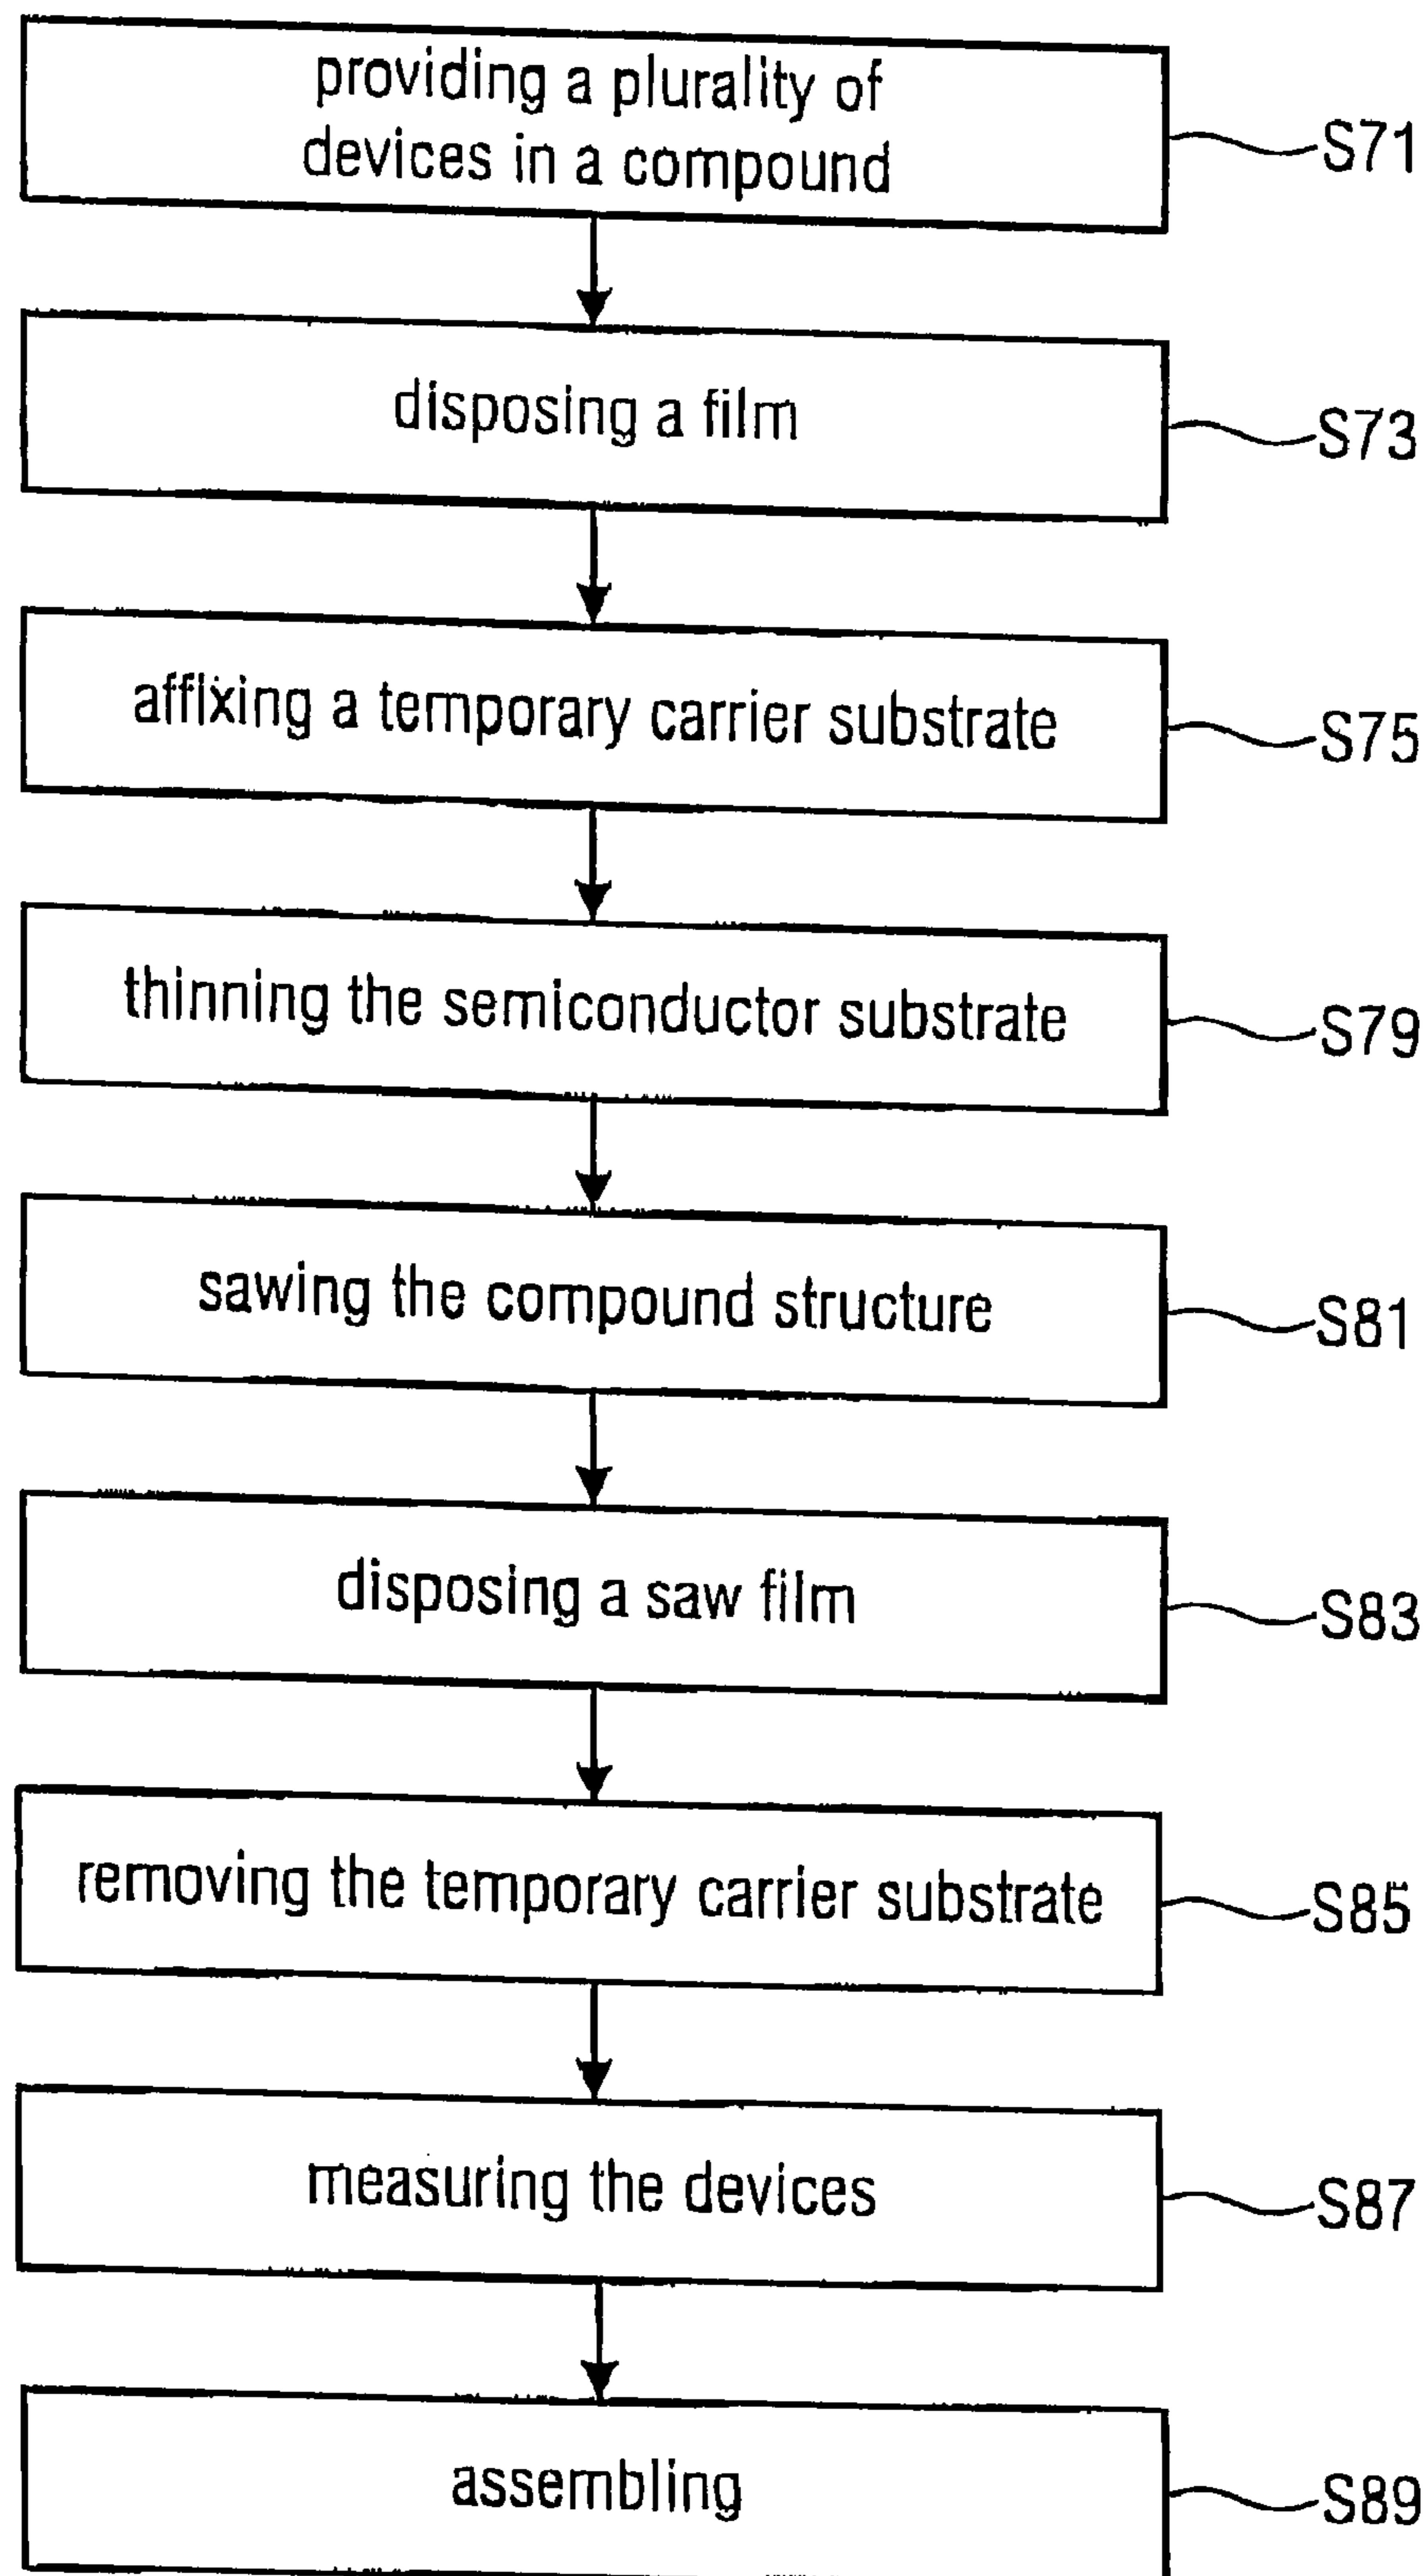 providing a plurality of
devices in a compound
S71
disposing a film
S73
affixing a temporary carrier substrate
S75
thinning the semiconductor substrate
S79
sawing the compound structure
S81
disposing a saw film
S83
removing the temporary carrier substrate
S85
measuring the devices
S87
assembling
S89